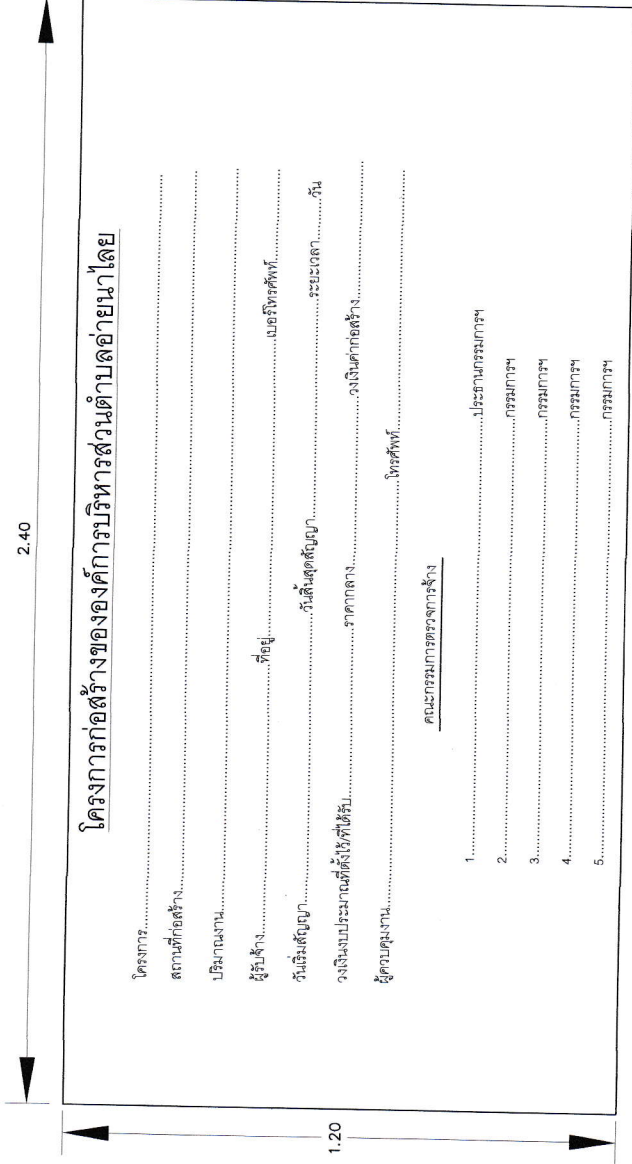 2.40
1.20
โครงการก่อสร้างขององค์การบริหารส่วนตำบลอ่ายนาไลย
โครงการ..........................................................................
สถานที่ก่อสร้าง..........................................................................
ปริมาณงาน..........................................................................
ผู้รับจ้าง..............................ที่อยู่..............................เบอร์โทรศัพท์....................
วันเริ่มสัญญา..............................วันสิ้นสุดสัญญา..............................ระยะเวลา..........วัน
วงเงินงบประมาณที่ตั้งไว้/ที่ได้รับ....................ราคากลาง....................วงเงินค่าก่อสร้าง....................
ผู้ควบคุมงาน..................................................โทรศัพท์..............................
คณะกรรมการตรวจการจ้าง
1..................................................ประธานกรรมการฯ
2..................................................กรรมการฯ
3..................................................กรรมการฯ
4..................................................กรรมการฯ
5..................................................กรรมการฯ